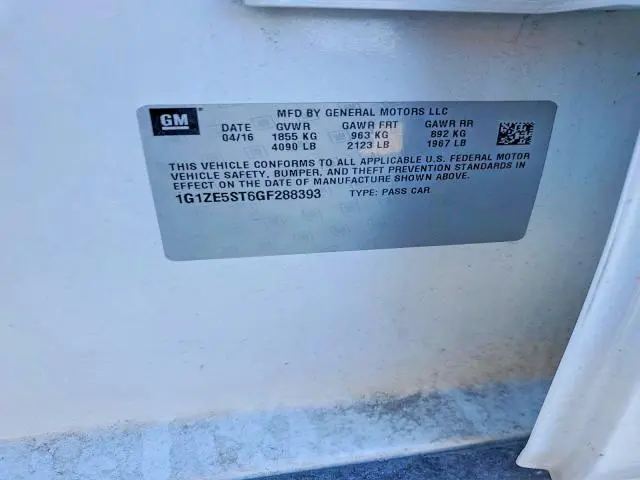 GM
MFD BY GENERAL MOTORS LLC
DATE GVWR GAWR FRT GAWR RR
04/16 1855 KG 963 KG 892 KG
4090 LB 2123 LB 1967 LB
THIS VEHICLE CONFORMS TO ALL APPLICABLE U.S. FEDERAL MOTOR
VEHICLE SAFETY, BUMPER, AND THEFT PREVENTION STANDARDS IN
EFFECT ON THE DATE OF MANUFACTURE SHOWN ABOVE.
1G1ZE5ST6GF288393 TYPE: PASS CAR